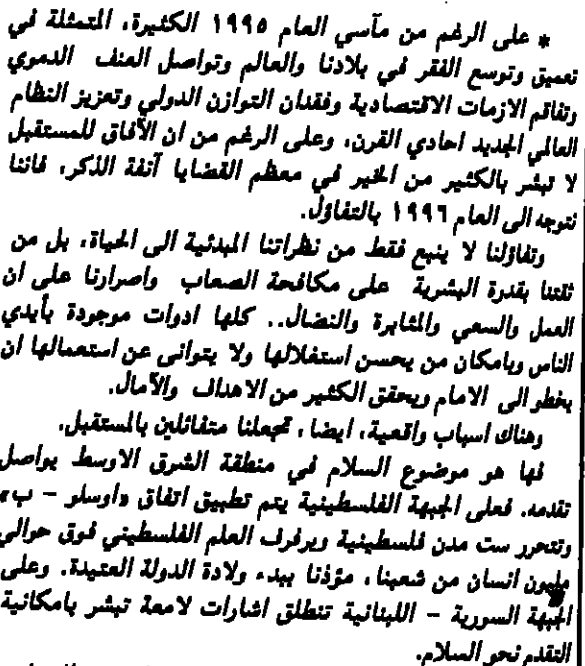 * على الرغم من مآسي العام ١٩٩٥ الكثيرة، المتمثلة في
تعميق وتوسع الفقر في بلادنا والعالم وتواصل العنف الدموي
وتفاقم الازمات الاقتصادية وفقدان التوازن الدولي وتعزيز النظام
العالمي الجديد احادي القرن، وعلى الرغم من ان الآفاق للمستقبل
لا تبشر بالكثير من الخير في معظم القضايا آنفة الذكر، فاننا
نتوجه الى العام ١٩٩٦ بالتفاؤل.
وتفاؤلنا لا ينبع فقط من نظراتنا المبدئية الى الحياة، بل من
ثقتنا بقدرة البشرية على مكافحة الصعاب واصرارنا على ان
العمل والسعي والمثابرة والنضال.. كلها ادوات موجودة بأيدي
الناس وبامكان من يحسن استغلالها ولا يتوانى عن استعمالها ان
يخطو الى الامام ويحقق الكثير من الاهداف والآمال.
وهناك اسباب واقعية، ايضا، تجعلنا متفائلين بالمستقبل.
فها هو موضوع السلام في منطقة الشرق الاوسط يواصل
تقدمه. فعلى الجبهة الفلسطينية يتم تطبيق اتفاق «اوسلو - ب»
وتتحرر ست مدن فلسطينية ويرفرف العلم الفلسطيني فوق حوالي
مليون انسان من شعبنا، مؤذنا ببدء ولادة الدولة العتيدة. وعلى
الجبهة السورية - اللبنانية تنطلق اشارات لامعة تبشر بامكانية
التقدم نحو السلام.